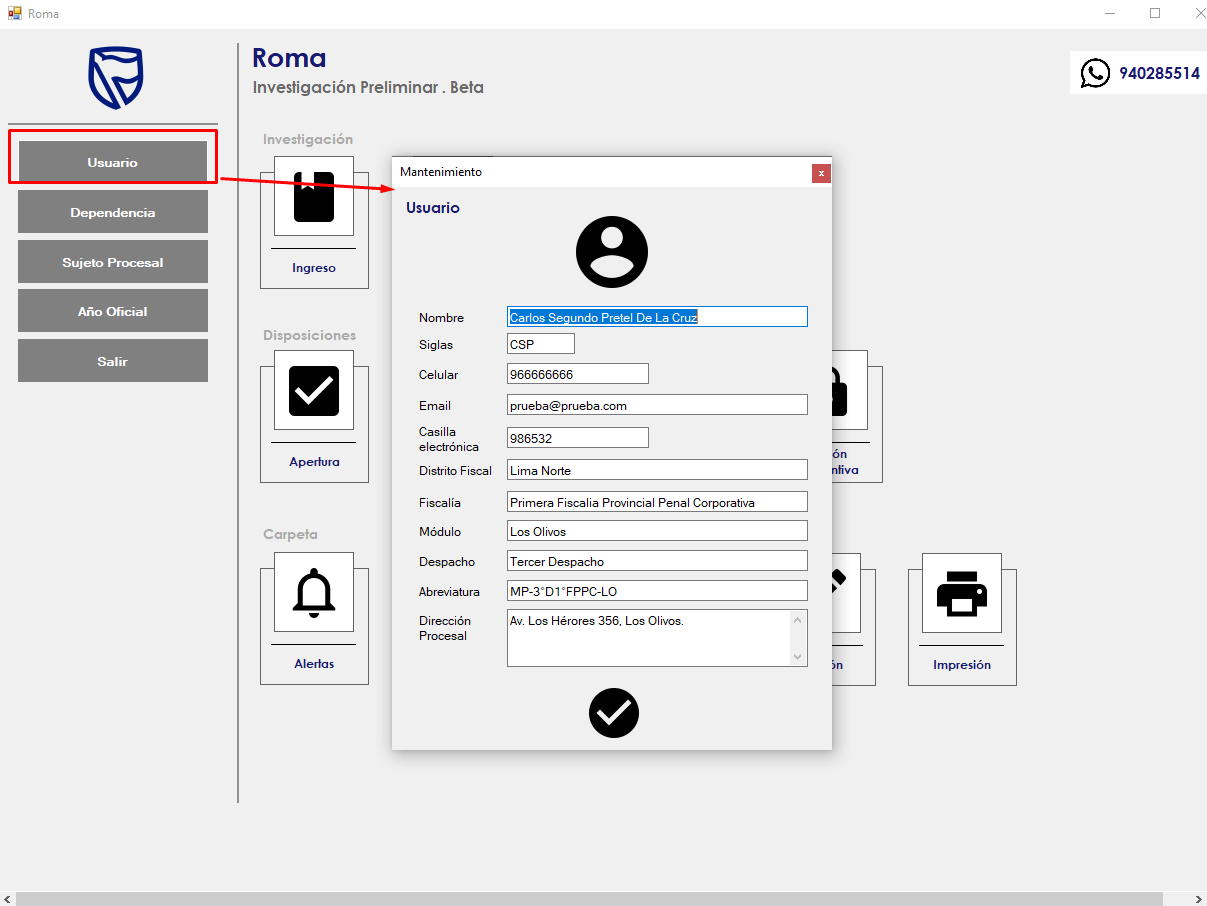 Roma
Roma
Investigación Preliminar . Beta
940285514
Usuario
Dependencia
Sujeto Procesal
Año Oficial
Salir
Investigación
Ingreso
Disposiciones
Apertura
Carpeta
Alertas
Mantenimiento
x
Usuario
Nombre
Carlos Segundo Pretel De La Cruz
Siglas
CSP
Celular
966666666
Email
prueba@prueba.com
Casilla
electrónica
986532
Distrito Fiscal
Lima Norte
Fiscalía
Primera Fiscalia Provincial Penal Corporativa
Módulo
Los Olivos
Despacho
Tercer Despacho
Abreviatura
MP-3°D1°FPPC-LO
Dirección
Procesal
Av. Los Hérores 356, Los Olivos.
Impresión